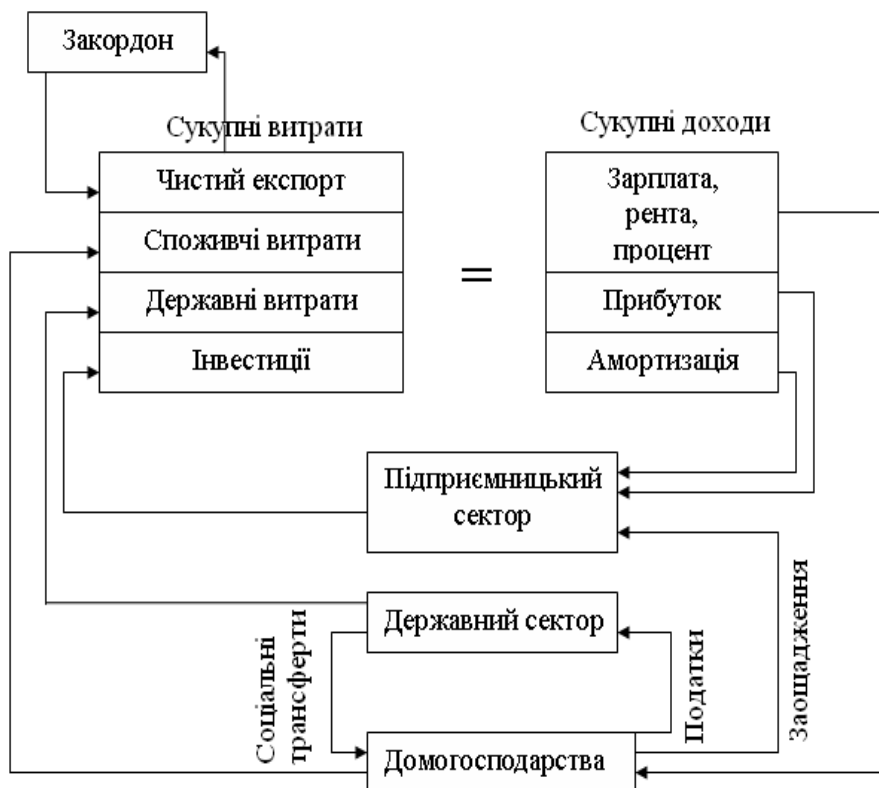 Закордон
Сукупні витрати
Сукупні доходи
Чистий експорт
Споживчі витрати
Державні витрати
Інвестиції
=
Зарплата,
рента,
процент
Прибуток
Амортизація
Підприємницький
сектор
Державний сектор
Соціальні
трансферти
Податки
Заощадження
Домогосподарства